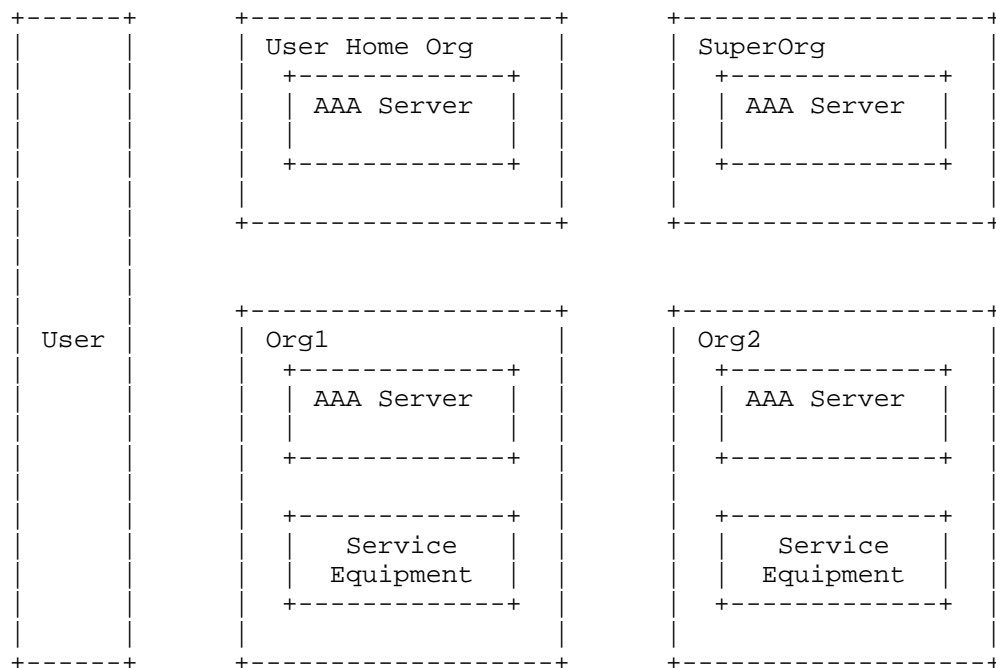 User Home Org
SuperOrg
AAA Server
AAA Server
User
Org1
Org2
AAA Server
AAA Server
Service
Equipment
Service
Equipment